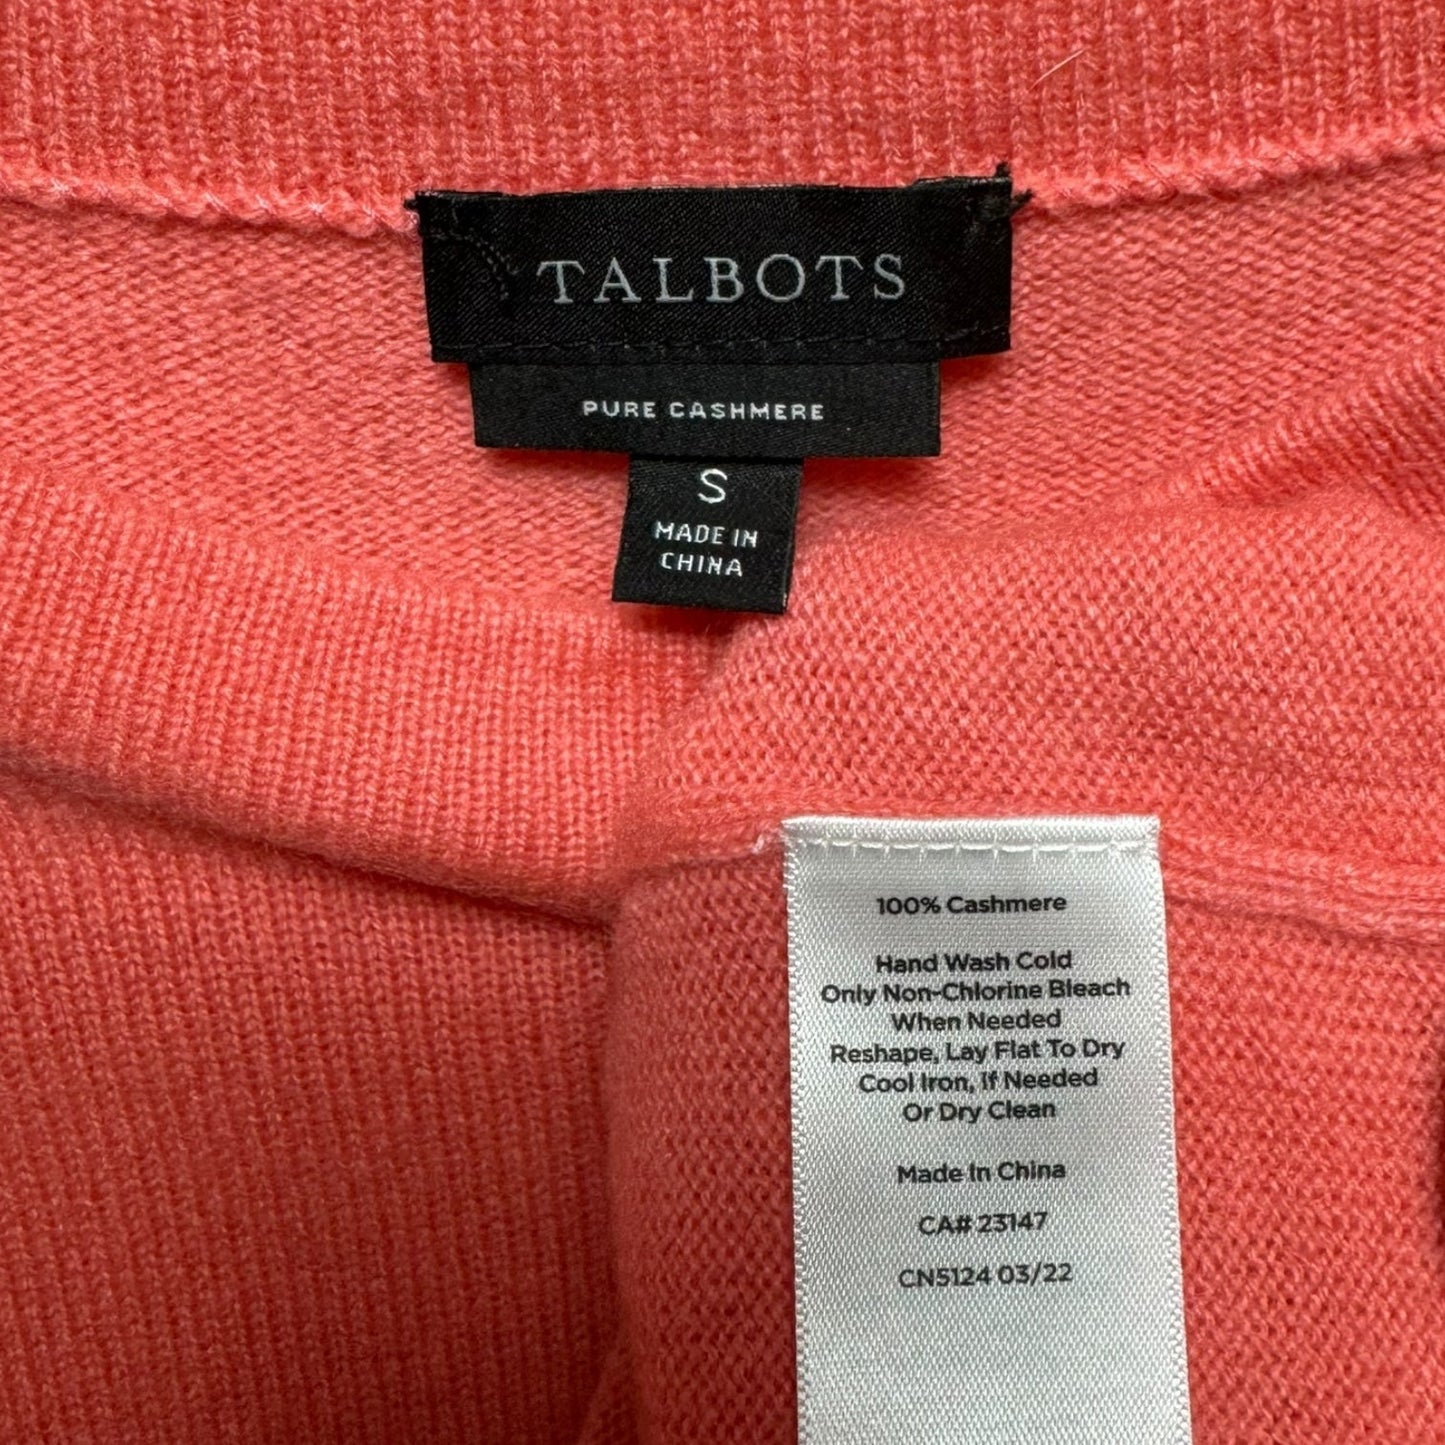 TALBOTS
PURE CASHMERE
S
MADE IN
CHINA
100% Cashmere
Hand Wash Cold
Only Non-Chlorine Bleach
When Needed
Reshape, Lay Flat To Dry
Cool Iron, If Needed
Or Dry Clean
Made In China
CA# 23147
CN5124 03/22